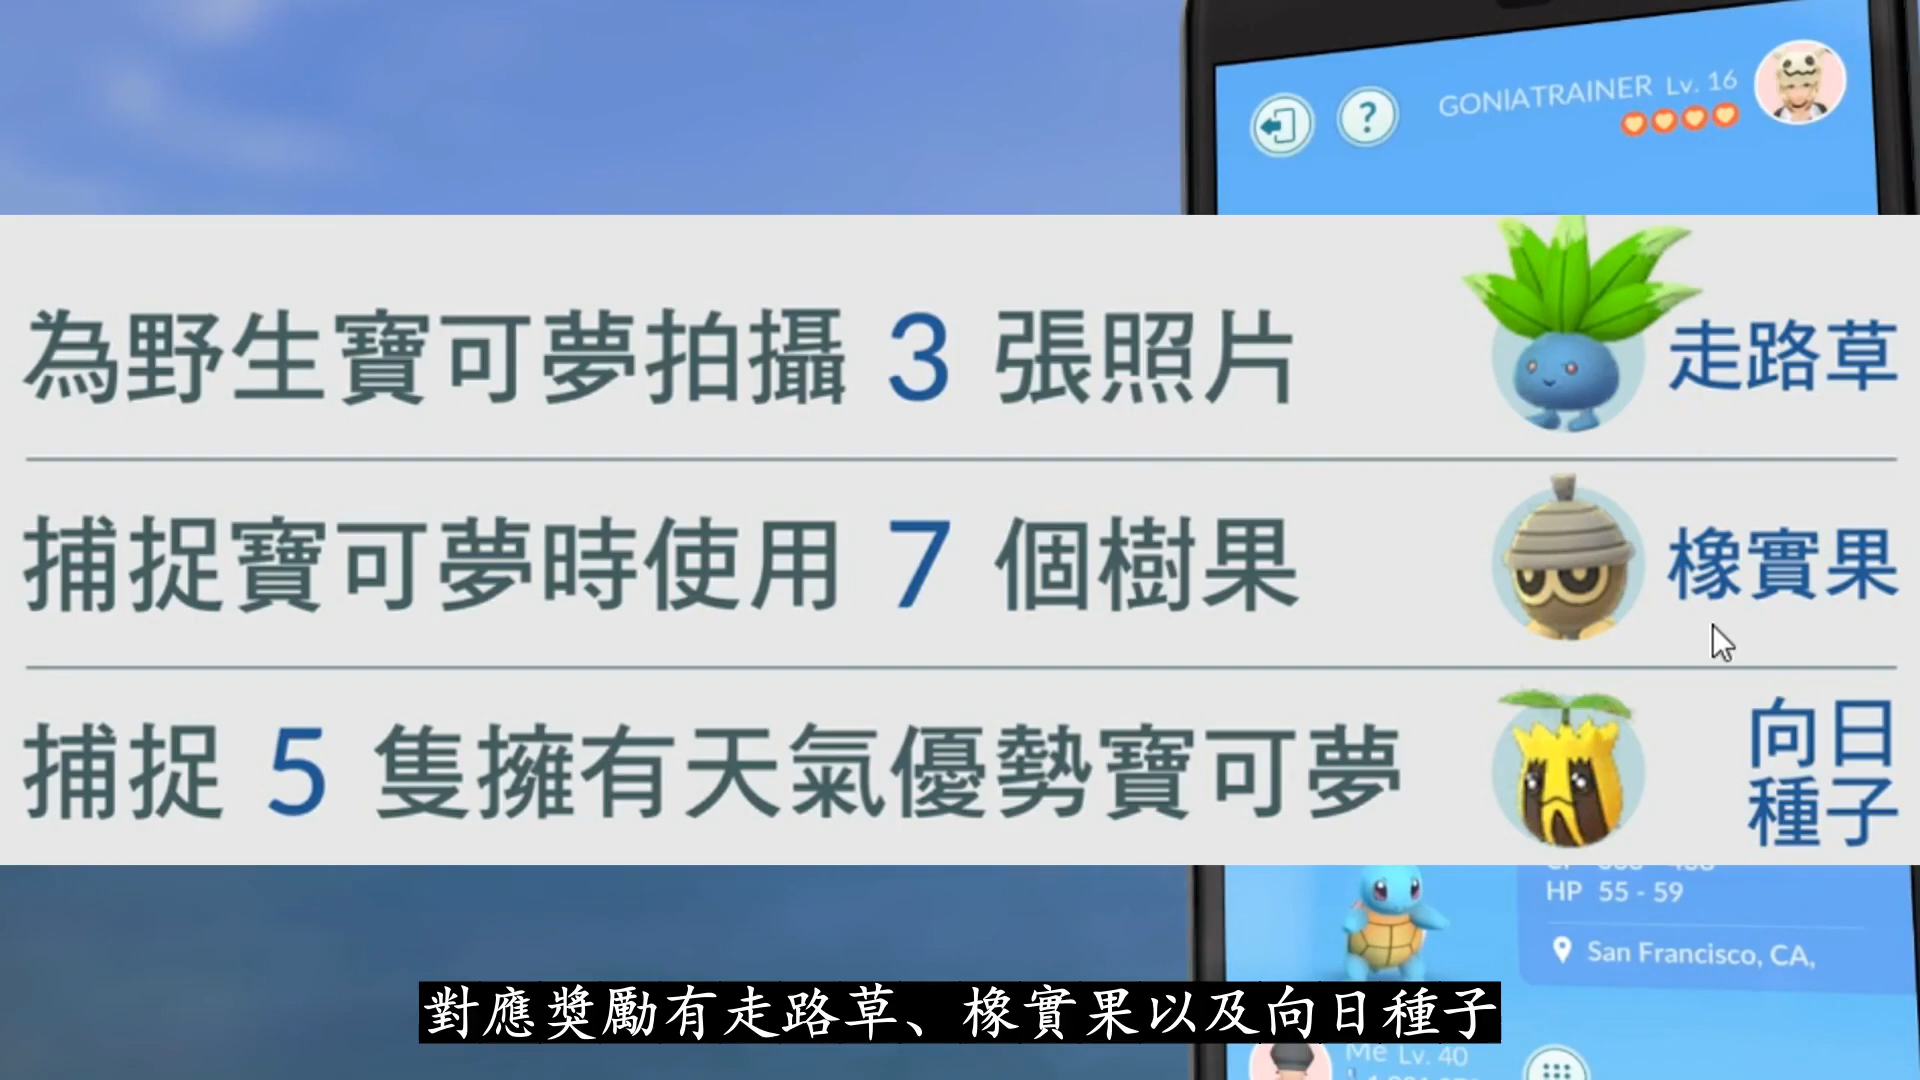 GONIATRAINER Lv. 16
為野生寶可夢拍攝 3 張照片
走路草
捕捉寶可夢時使用 7 個樹果
橡實果
捕捉 5 隻擁有天氣優勢寶可夢
向日
種子
HP 55 - 59
San Francisco, CA,
對應獎勵有走路草、橡實果以及向日種子
Me Lv. 40